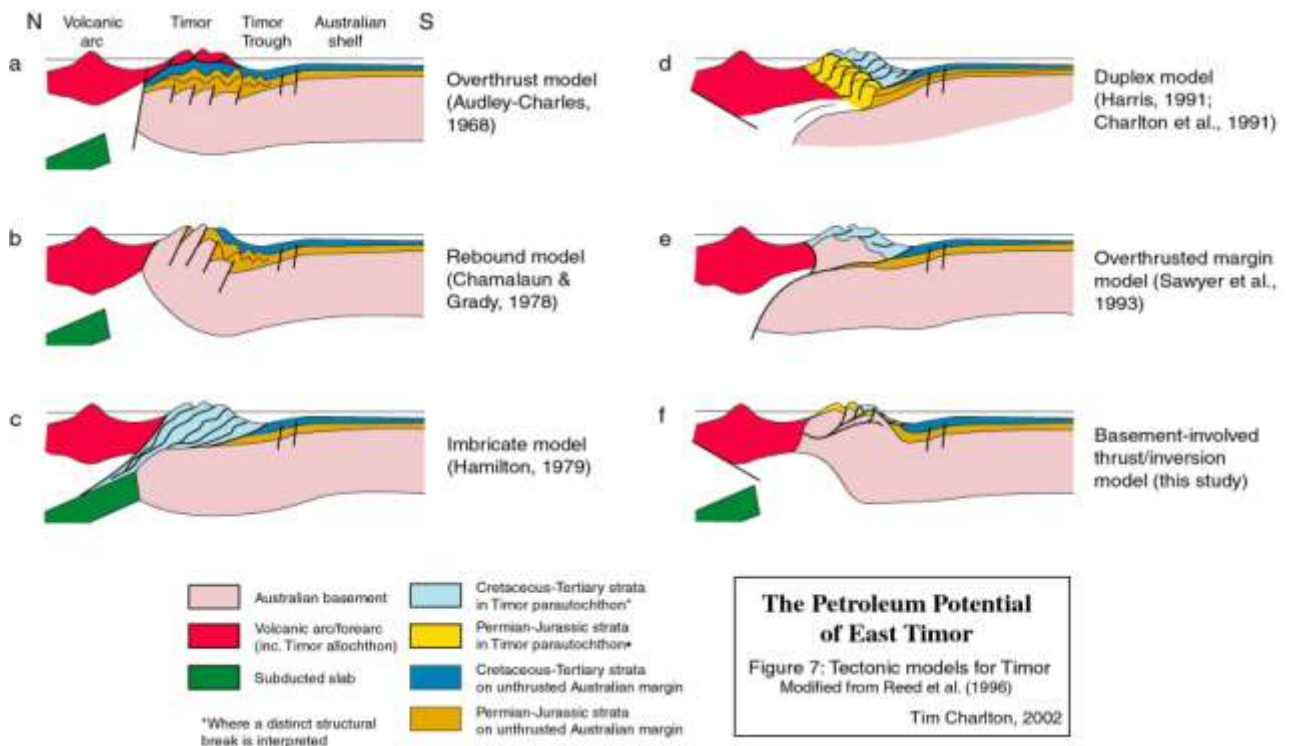 N
Volcanic
arc
Timor
Timor
Trough
Australian
shelf
S
a
Overthrust model
(Audley-Charles,
1968)
b
Rebound model
(Chamalaun &
Grady, 1978)
c
Imbricate model
(Hamilton, 1979)
d
Duplex model
(Harris, 1991;
Charlton et al., 1991)
e
Overthrusted margin
model (Sawyer et al.,
1993)
f
Basement-involved
thrust/inversion
model (this study)
Australian basement
Volcanic arc/forearc
(inc. Timor allochthon)
Subducted slab
*Where a distinct structural
break is interpreted
Cretaceous-Tertiary strata
in Timor parautochthon*
Permian-Jurassic strata
in Timor parautochthon*
Cretaceous-Tertiary strata
on unthrusted Australian margin
Permian-Jurassic strata
on unthrusted Australian margin
The Petroleum Potential
of East Timor
Figure 7: Tectonic models for Timor
Modified from Reed et al. (1996)
Tim Charlton, 2002